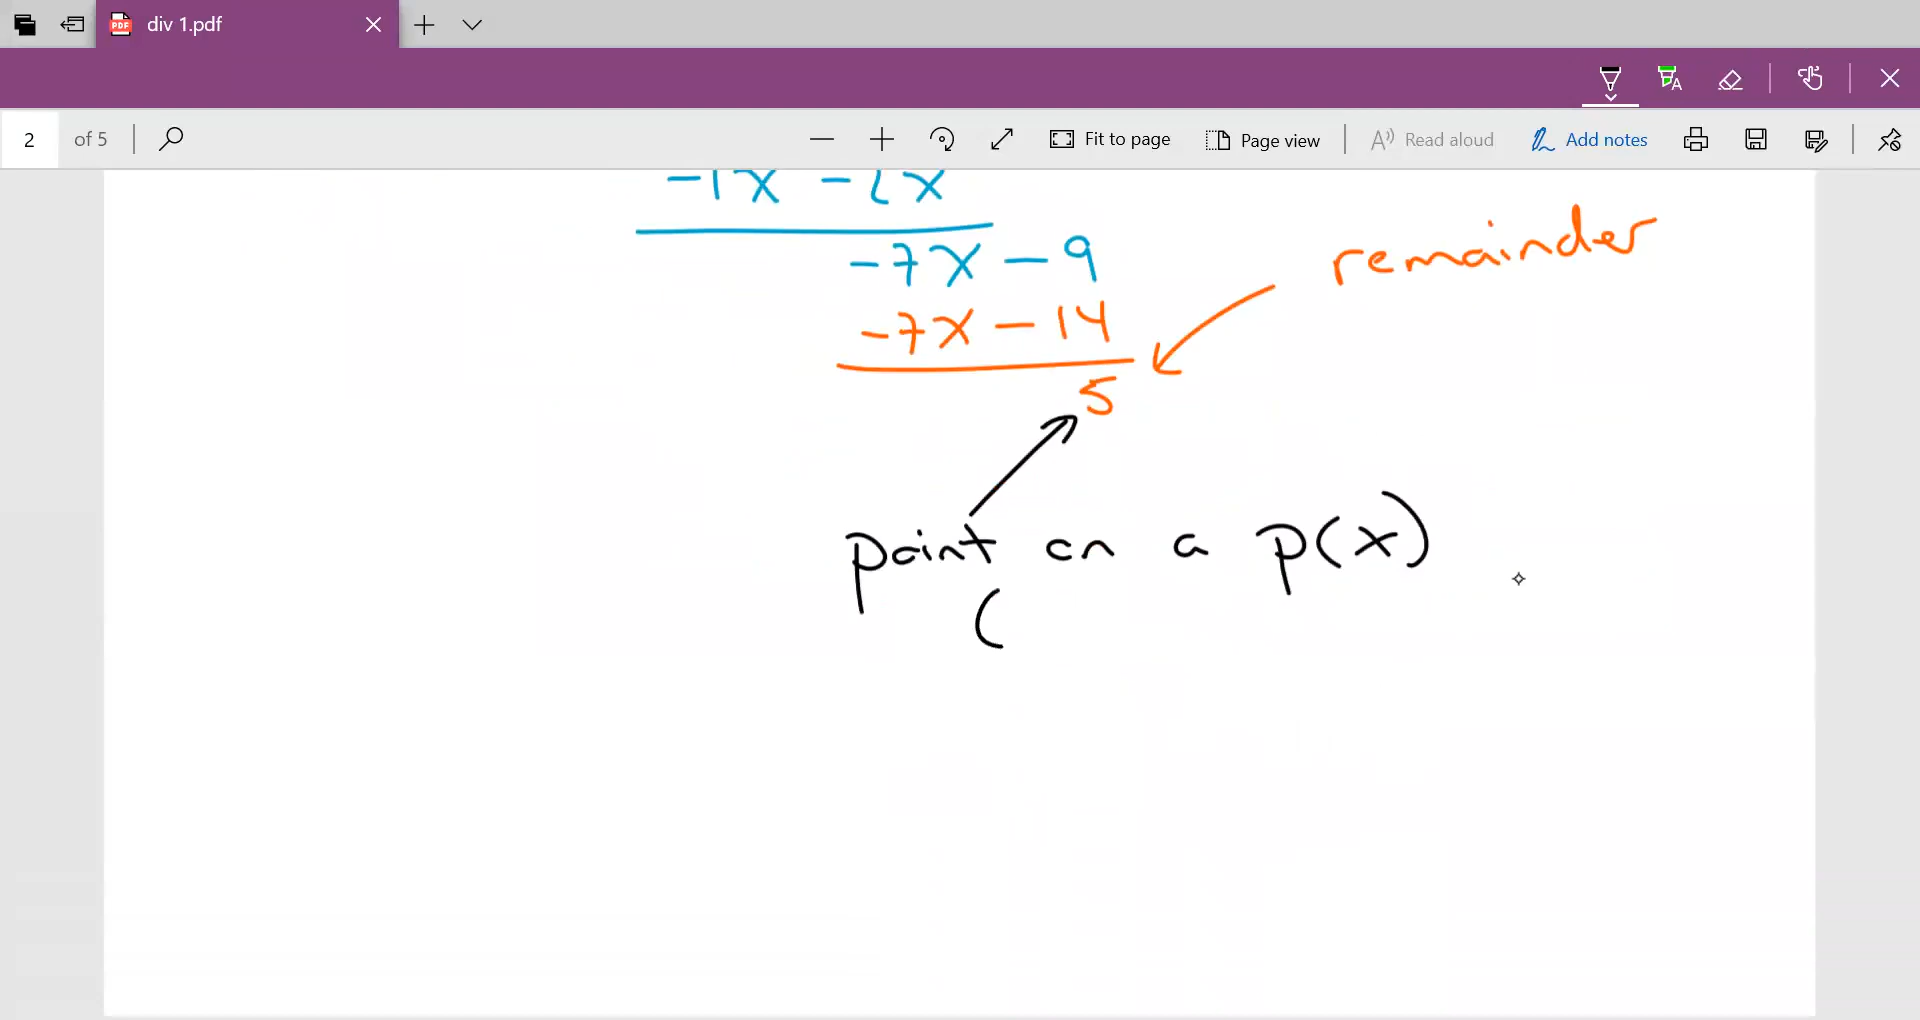 div 1.pdf
2 of 5 Fit to page Page view Read aloud Add notes
-7x - 9
remainder
-7x - 14
5
point on a p(x)
(